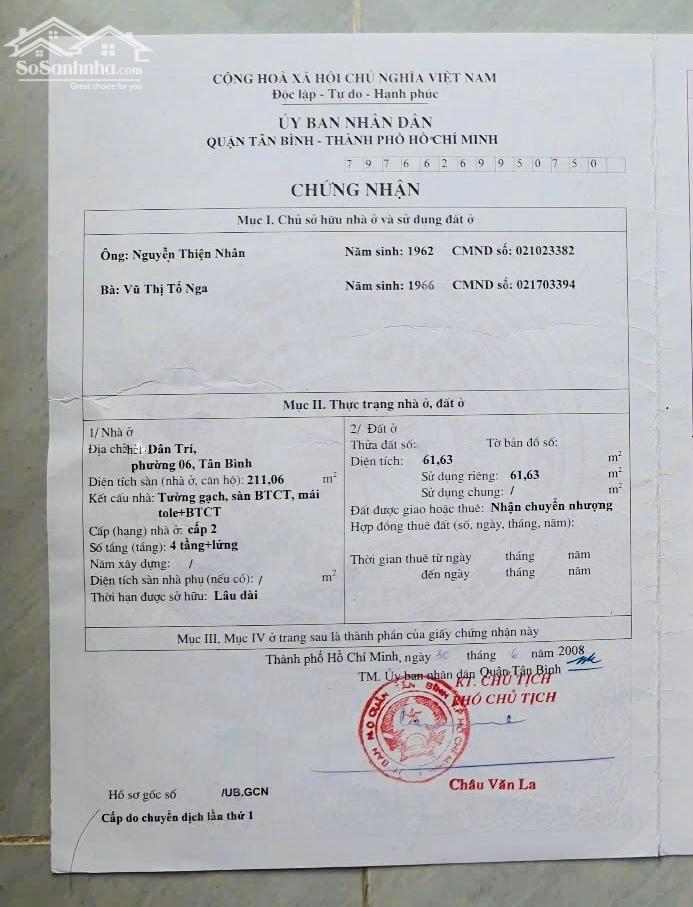 SoSanhnha.com
Great choice for you
CỘNG HOÀ XÃ HỘI CHỦ NGHĨA VIỆT NAM
Độc lập - Tự do - Hạnh phúc
ỦY BAN NHÂN DÂN
QUẬN TÂN BÌNH - THÀNH PHỐ HỒ CHÍ MINH
7 9 7 6 6 2 6 9 9 5 0 7 5 0
CHỨNG NHẬN
Mục I. Chủ sở hữu nhà ở và sử dụng đất ở
Ông: Nguyễn Thiện Nhân Năm sinh: 1962 CMND số: 021023382
Bà: Vũ Thị Tố Nga Năm sinh: 1966 CMND số: 021703394
Mục II. Thực trạng nhà ở, đất ở
1/ Nhà ở
Địa chỉ: Dân Trí,
phường 06, Tân Bình
Diện tích sàn (nhà ở, căn hộ): 211,06 m²
Kết cấu nhà: Tường gạch, sàn BTCT, mái
tole+BTCT
Cấp (hạng) nhà ở: cấp 2
Số tầng (tầng): 4 tầng+lửng
Năm xây dựng: /
Diện tích sàn nhà phụ (nếu có): / m²
Thời hạn được sở hữu: Lâu dài
2/ Đất ở
Thửa đất số: Tờ bản đồ số:
Diện tích: 61,63 m²
Sử dụng riêng: 61,63 m²
Sử dụng chung: / m²
Đất được giao hoặc thuê: Nhận chuyển nhượng
Hợp đồng thuê đất (số, ngày, tháng, năm):
Thời gian thuê từ ngày tháng năm
đến ngày tháng năm
Mục III, Mục IV ở trang sau là thành phần của giấy chứng nhận này
Thành phố Hồ Chí Minh, ngày 30 tháng 6 năm 2008
TM. Ủy ban nhân dân Quận Tân Bình
KT. CHỦ TỊCH
PHÓ CHỦ TỊCH
Châu Văn La
Hồ sơ gốc số /UB.GCN
Cấp do chuyển dịch lần thứ 1